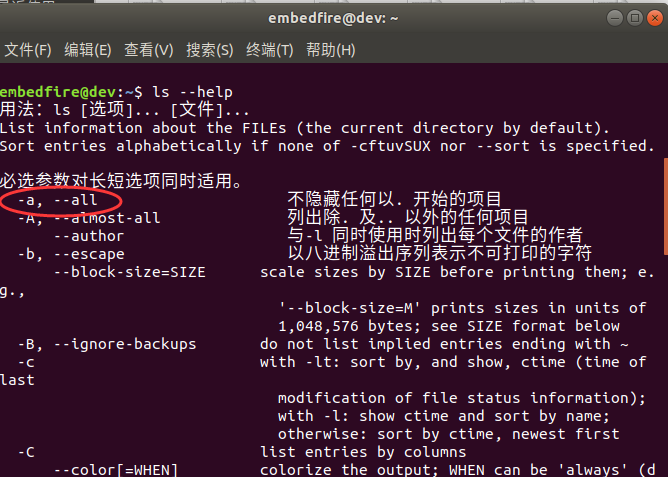 embedfire@dev: ~
文件(F) 编辑(E) 查看(V) 搜索(S) 终端(T) 帮助(H)
embedfire@dev:~$ ls --help
用法：ls [选项]... [文件]...
List information about the FILEs (the current directory by default).
Sort entries alphabetically if none of -cftuvSUX nor --sort is specified.
必选参数对长短选项同时适用。
-a, --all 不隐藏任何以. 开始的项目
-A, --almost-all 列出除. 及.. 以外的任何项目
--author 与-l 同时使用时列出每个文件的作者
-b, --escape 以八进制溢出序列表示不可打印的字符
--block-size=SIZE scale sizes by SIZE before printing them; e.
g.,
'--block-size=M' prints sizes in units of
1,048,576 bytes; see SIZE format below
-B, --ignore-backups do not list implied entries ending with ~
-c with -lt: sort by, and show, ctime (time of
last
modification of file status information);
with -l: show ctime and sort by name;
otherwise: sort by ctime, newest first
-C list entries by columns
--color[=WHEN] colorize the output; WHEN can be 'always' (d